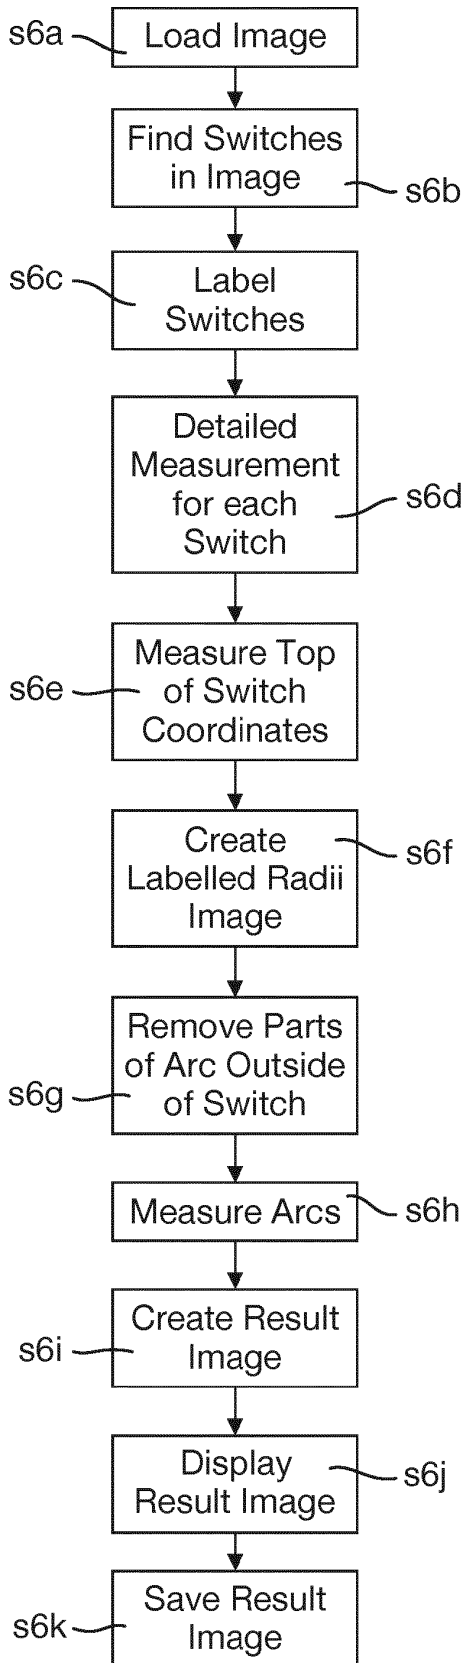 s6a
Load Image
Find Switches
in Image
s6b
s6c
Label
Switches
Detailed
Measurement
for each
Switch
s6d
s6e
Measure Top
of Switch
Coordinates
Create
Labelled Radii
Image
s6f
Remove Parts
of Arc Outside
of Switch
s6g
Measure Arcs
s6h
Create Result
Image
s6i
Display
Result Image
s6j
Save Result
Image
s6k